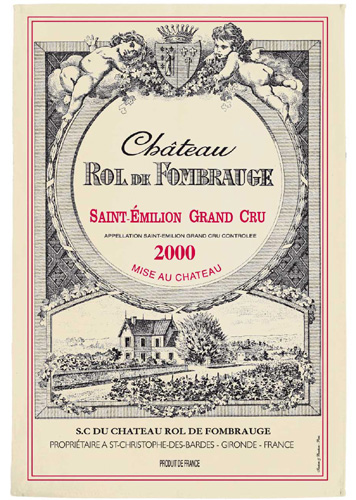 Château
ROL DE FOMBRAUGE
SAINT-ÉMILION GRAND CRU
APPELLATION SAINT-EMILION GRAND CRU CONTROLEE
2000
MISE AU CHATEAU
S.C DU CHATEAU ROL DE FOMBRAUGE
PROPRIÉTAIRE A ST-CHRISTOPHE-DES-BARDES - GIRONDE - FRANCE
PRODUIT DE FRANCE